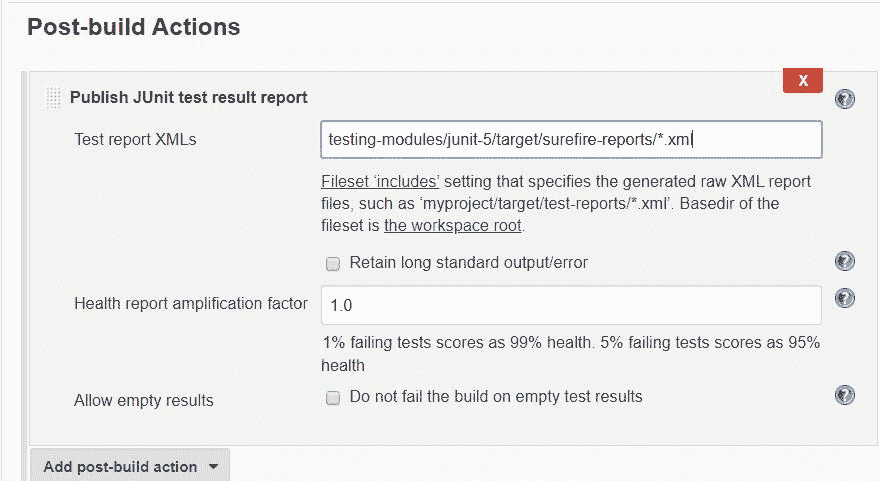 Post-build Actions
X
Publish JUnit test result report
Test report XMLs
testing-modules/junit-5/target/surefire-reports/*.xml
Fileset ‘includes’ setting that specifies the generated raw XML report
files, such as ‘myproject/target/test-reports/*.xml’. Basedir of the
fileset is the workspace root.
Retain long standard output/error
Health report amplification factor
1.0
1% failing tests scores as 99% health. 5% failing tests scores as 95%
health
Allow empty results
Do not fail the build on empty test results
Add post-build action